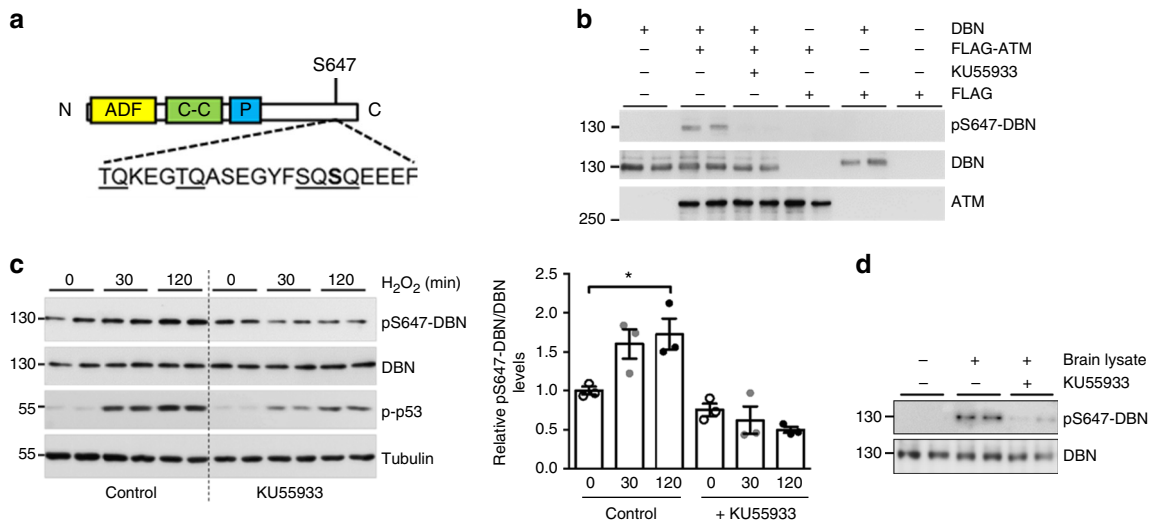 a
S647
N ADF C-C P C
TQKEGTQASEGYFSQSQEEEF
b
+ + + – + – DBN
– + + + – – FLAG-ATM
– – + – – – KU55933
– – – + + + FLAG
130 pS647-DBN
130 DBN
ATM
250
c
0 30 120 0 30 120 H₂O₂ (min)
130 pS647-DBN
130 DBN
55 p-p53
55 Tubulin
Control KU55933
Relative pS647-DBN/DBN
levels
2.5
2.0
1.5
1.0
0.5
0.0
*
0 30 120 0 30 120
Control + KU55933
d
– + + Brain lysate
– – + KU55933
130 pS647-DBN
130 DBN